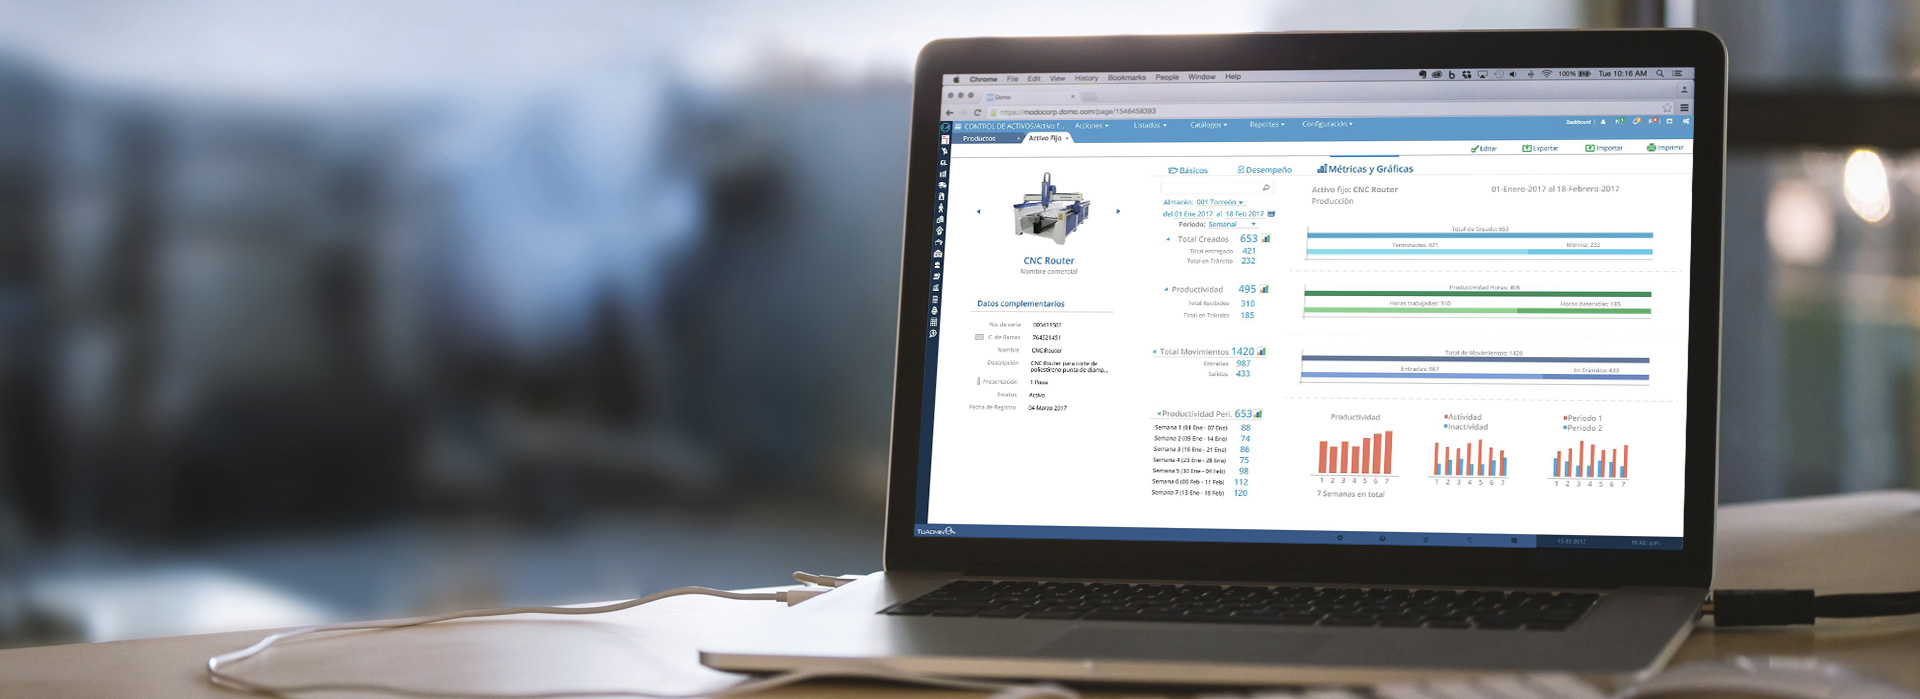 Chrome File Edit View History Bookmarks People Window Help
100% Tue 10:16 AM
Domo
https://modocorp.domo.com/page/1546458393
CONTROL DE ACTIVOS/Activo f... Acciones Listados Catálogos Reportes Configuración Dashboard
Productos Activo Fijo
Editar Exportar Importar Imprimir
CNC Router
Nombre comercial
Datos complementarios
No. de serie 005411501
C. de Barras 764521451
Nombre CNC Router
Descripción CNC Router para corte de
poliestireno punta de diama...
Presentación 1 Pieza
Estatus Activo
Fecha de Registro 04 Marzo 2017
Básicos Desempeño Métricas y Gráficas
Almacén: 001 Torreón
del 01 Ene 2017 al 18 Feb 2017
Periodo: Semanal
Total Creados 653
Total entregado 421
Total en Tránsito 232
Productividad 495
Total Recibidos 310
Total en Tránsito 185
Total Movimientos 1420
Entradas 987
Salidas 433
Productividad Peri. 653
Semana 1 (01 Ene - 07 Ene) 88
Semana 2 (09 Ene - 14 Ene) 74
Semana 3 (16 Ene - 21 Ene) 86
Semana 4 (23 Ene - 28 Ene) 75
Semana 5 (30 Ene - 04 Feb) 98
Semana 6 (06 Feb - 11 Feb) 112
Semana 7 (13 Ene - 18 Feb) 120
Activo fijo: CNC Router 01-Enero-2017 al 18-Febrero-2017
Producción
Total de Creado: 653
Terminados: 421 Merma: 232
Productividad Horas: 495
Horas trabajadas: 310 Horas detenidas: 185
Total de Movimientos: 1420
Entradas: 987 En Tránsito: 433
Productividad
1 2 3 4 5 6 7
7 Semanas en total
Actividad
Inactividad
1 2 3 4 5 6 7
Periodo 1
Periodo 2
1 2 3 4 5 6 7
TUADMIN
15-03-2017